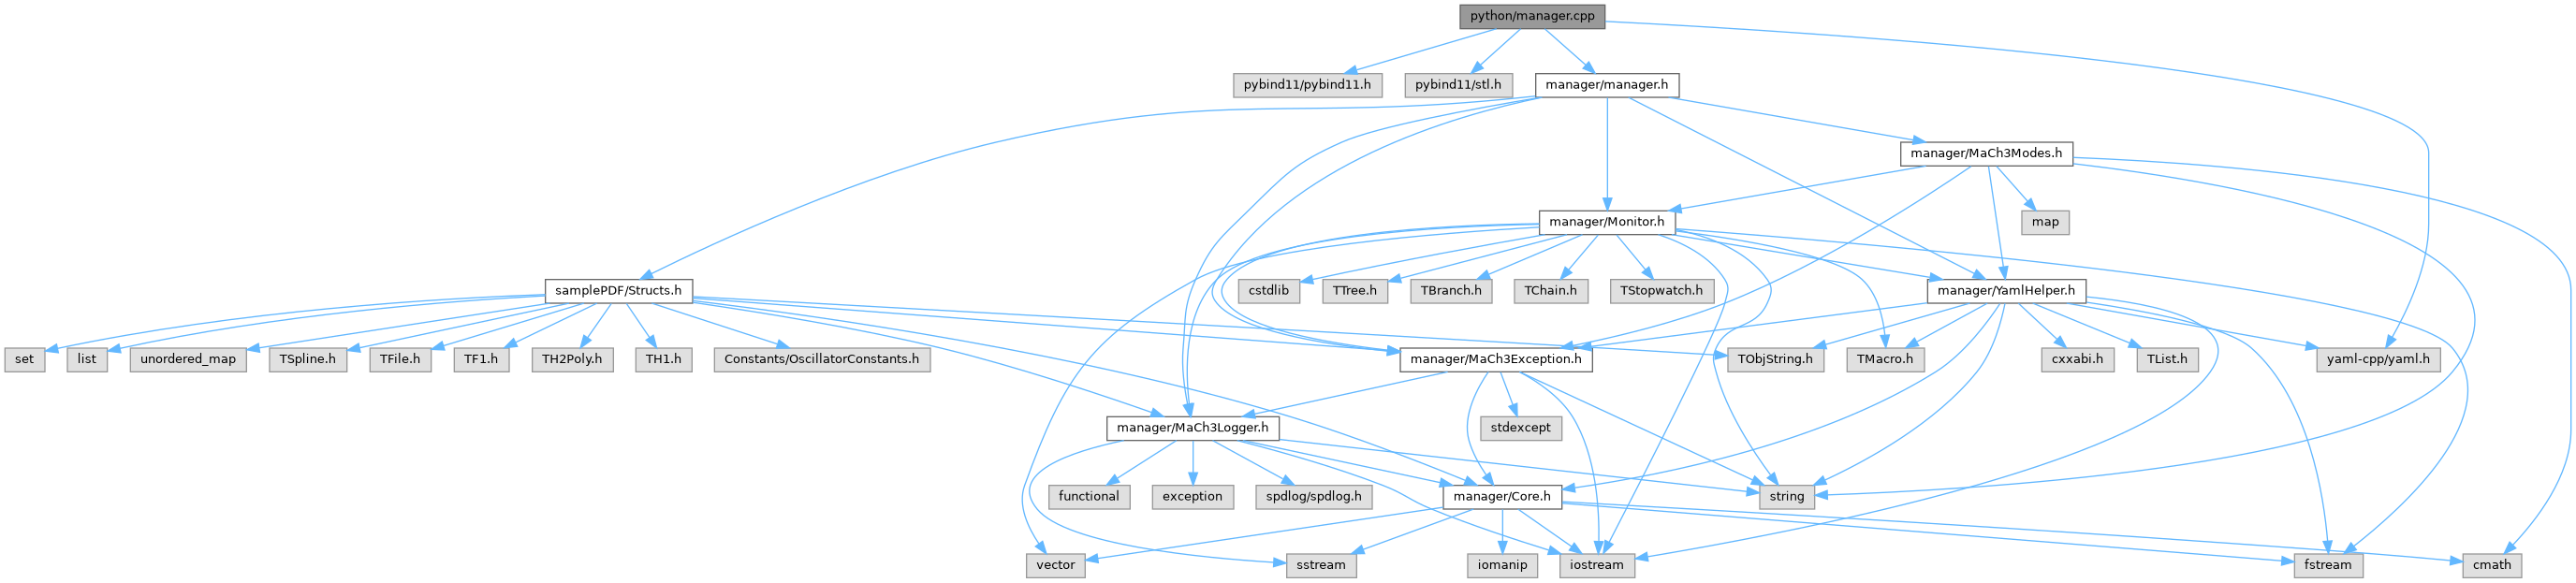 python/manager.cpp
pybind11/pybind11.h
pybind11/stl.h
manager/manager.h
manager/MaCh3Modes.h
manager/Monitor.h
map
samplePDF/Structs.h
cstdlib
TTree.h
TBranch.h
TChain.h
TStopwatch.h
manager/YamlHelper.h
set
list
unordered_map
TSpline.h
TFile.h
TF1.h
TH2Poly.h
TH1.h
Constants/OscillatorConstants.h
manager/MaCh3Exception.h
TObjString.h
TMacro.h
cxxabi.h
TList.h
yaml-cpp/yaml.h
manager/MaCh3Logger.h
stdexcept
functional
exception
spdlog/spdlog.h
manager/Core.h
string
vector
sstream
iomanip
iostream
fstream
cmath